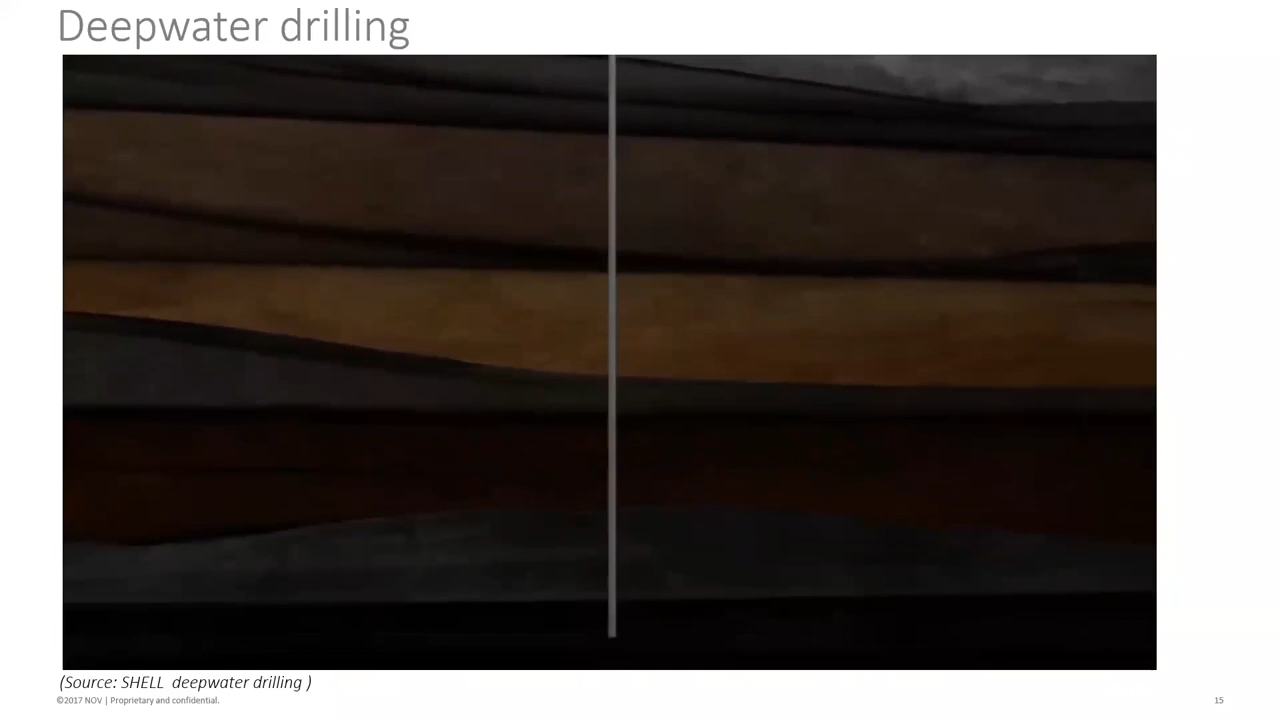 Deepwater drilling
(Source: SHELL  deepwater drilling )
©2017 NOV | Proprietary and confidential.
15